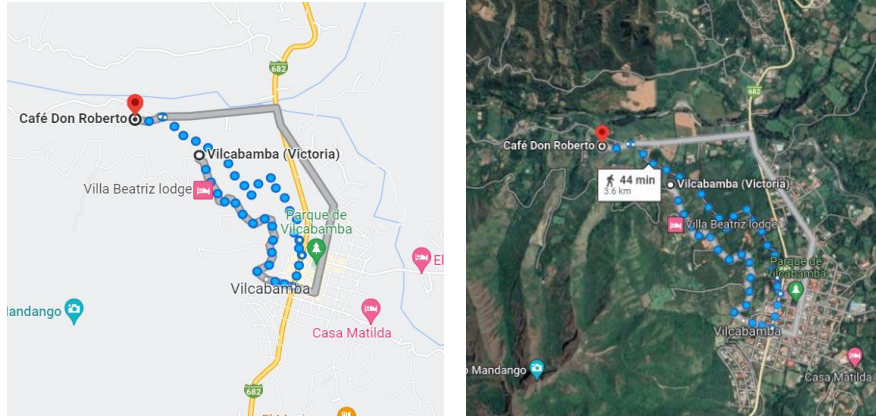 682
Café Don Roberto
Vilcabamba (Victoria)
Villa Beatriz lodge
Parque de
Vilcabamba
El
Vilcabamba
landango
Casa Matilda
682
682
Café Don Roberto
44 min
3.6 km
Vilcabamba (Victoria)
Villa Beatriz lodge
Parque de
Vilcabamba
Vilcabamba
o Mandango
Casa Matilda